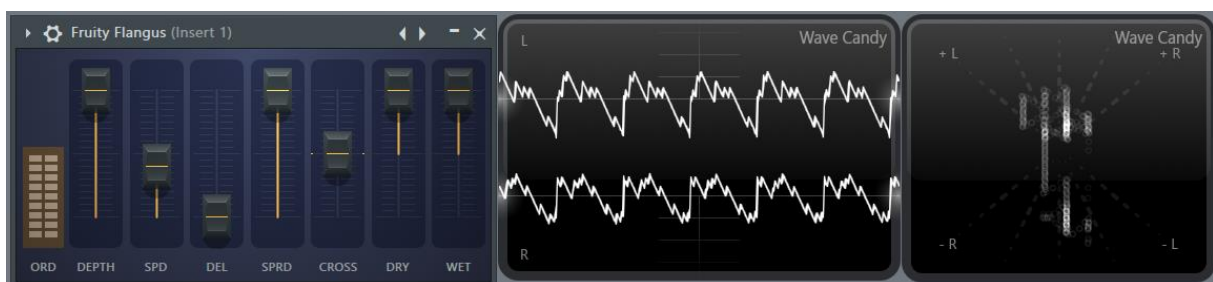 Fruity Flangus (Insert 1)
ORD DEPTH SPD DEL SPRD CROSS DRY WET
L
Wave Candy
R
Wave Candy
+ L
+ R
- R
- L